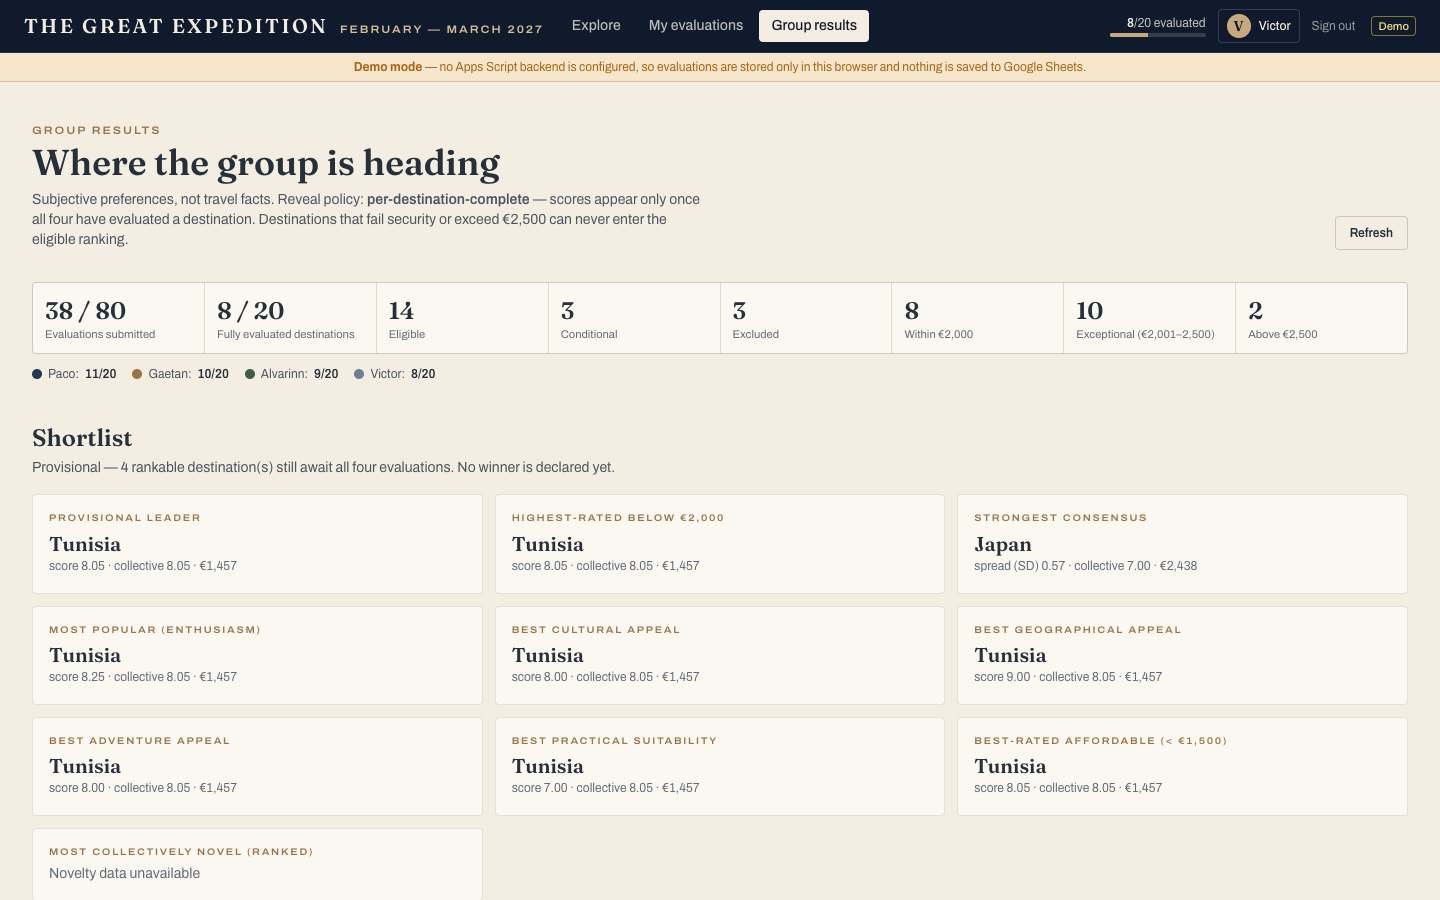 THE GREAT EXPEDITION FEBRUARY — MARCH 2027 Explore My evaluations Group results 8/20 evaluated V Victor Sign out Demo
Demo mode — no Apps Script backend is configured, so evaluations are stored only in this browser and nothing is saved to Google Sheets.
GROUP RESULTS
Where the group is heading
Subjective preferences, not travel facts. Reveal policy: per-destination-complete — scores appear only once
all four have evaluated a destination. Destinations that fail security or exceed €2,500 can never enter the
eligible ranking.
Refresh
38 / 80 8 / 20 14 3 3 8 10 2
Evaluations submitted Fully evaluated destinations Eligible Conditional Excluded Within €2,000 Exceptional (€2,001–2,500) Above €2,500
Paco: 11/20 Gaetan: 10/20 Alvarinn: 9/20 Victor: 8/20
Shortlist
Provisional — 4 rankable destination(s) still await all four evaluations. No winner is declared yet.
PROVISIONAL LEADER
Tunisia
score 8.05 · collective 8.05 · €1,457
HIGHEST-RATED BELOW €2,000
Tunisia
score 8.05 · collective 8.05 · €1,457
STRONGEST CONSENSUS
Japan
spread (SD) 0.57 · collective 7.00 · €2,438
MOST POPULAR (ENTHUSIASM)
Tunisia
score 8.25 · collective 8.05 · €1,457
BEST CULTURAL APPEAL
Tunisia
score 8.00 · collective 8.05 · €1,457
BEST GEOGRAPHICAL APPEAL
Tunisia
score 9.00 · collective 8.05 · €1,457
BEST ADVENTURE APPEAL
Tunisia
score 8.00 · collective 8.05 · €1,457
BEST PRACTICAL SUITABILITY
Tunisia
score 7.00 · collective 8.05 · €1,457
BEST-RATED AFFORDABLE (< €1,500)
Tunisia
score 8.05 · collective 8.05 · €1,457
MOST COLLECTIVELY NOVEL (RANKED)
Novelty data unavailable